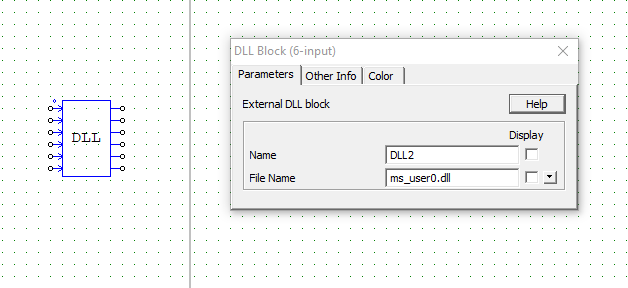 DLL
DLL Block (6-input)
Parameters
Other Info
Color
External DLL block
Help
Display
Name
DLL2
File Name
ms_user0.dll